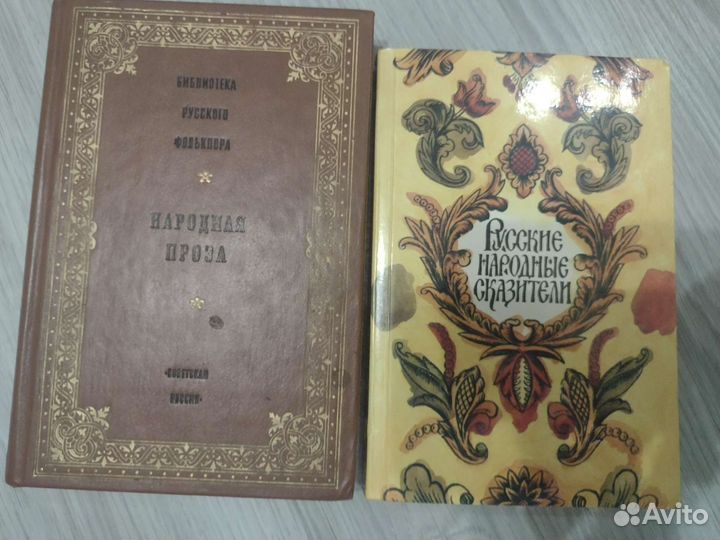 БИБЛИОТЕКА
РУССКОГО
ФОЛЬКЛОРА
НАРОДНАЯ
ПРОЗА
«СОВЕТСКАЯ
РОССИЯ»
РУССКИЕ
НАРОДНЫЕ
СКАЗИТЕЛИ
Avito